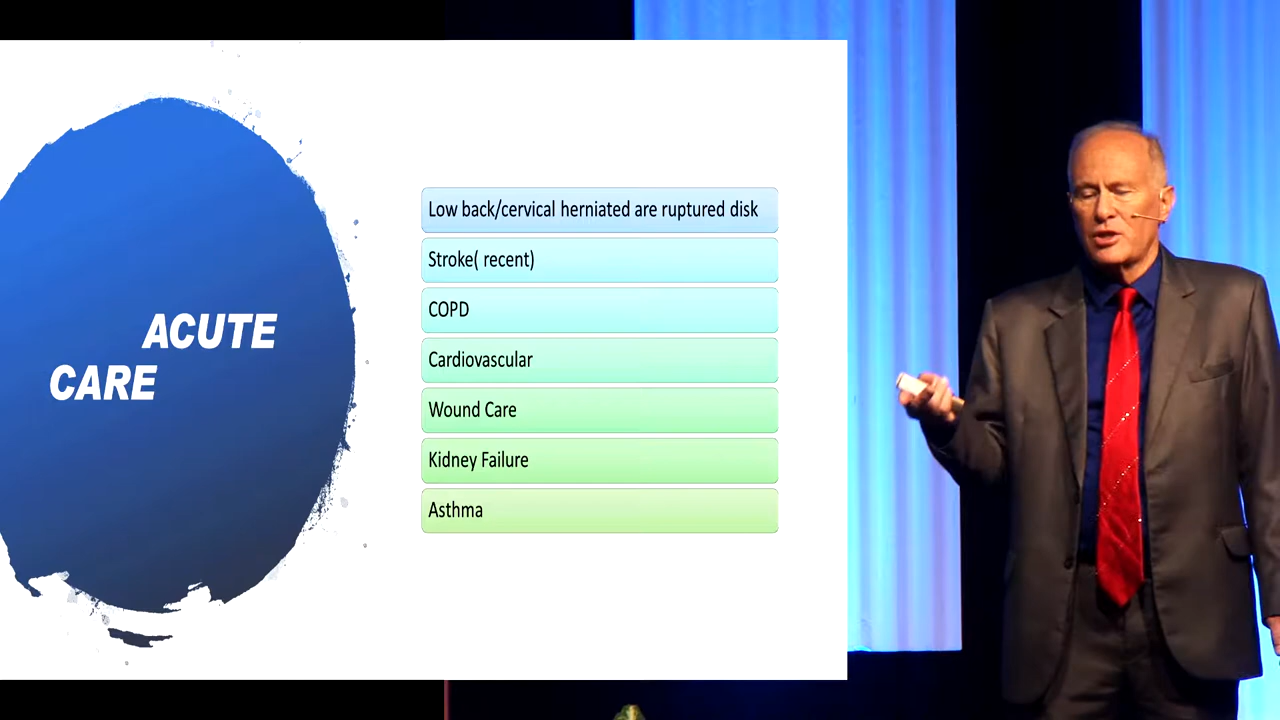 ACUTE
CARE
Low back/cervical herniated are ruptured disk
Stroke( recent)
COPD
Cardiovascular
Wound Care
Kidney Failure
Asthma